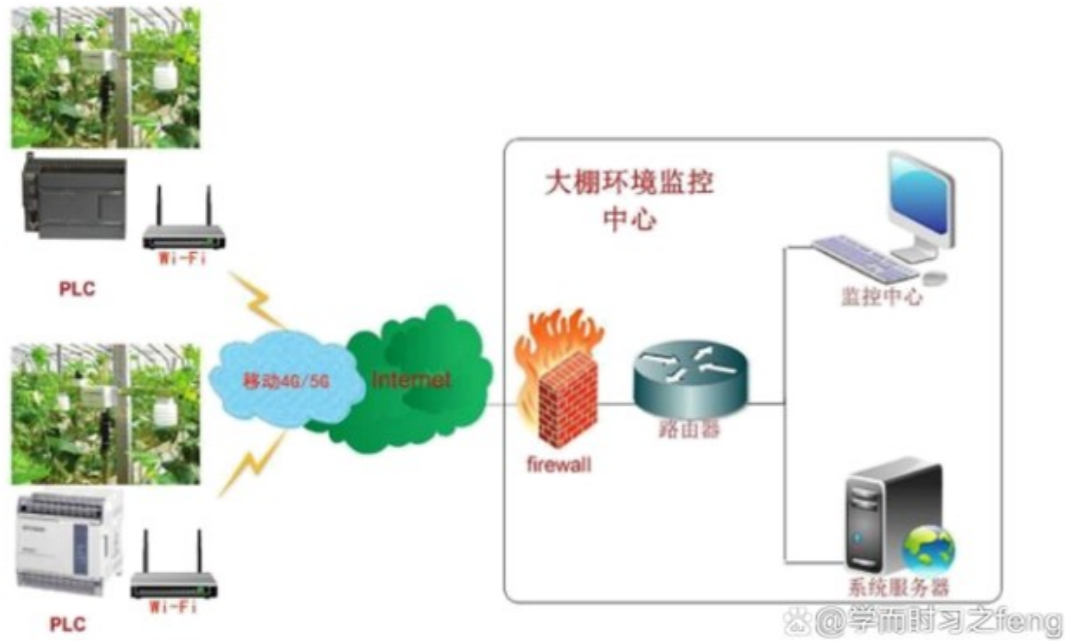 大棚环境监控
中心
Wi-Fi
PLC
监控中心
移动4G/5G
Internet
路由器
firewall
系统服务器
Wi-Fi
PLC
@学而时习之feng